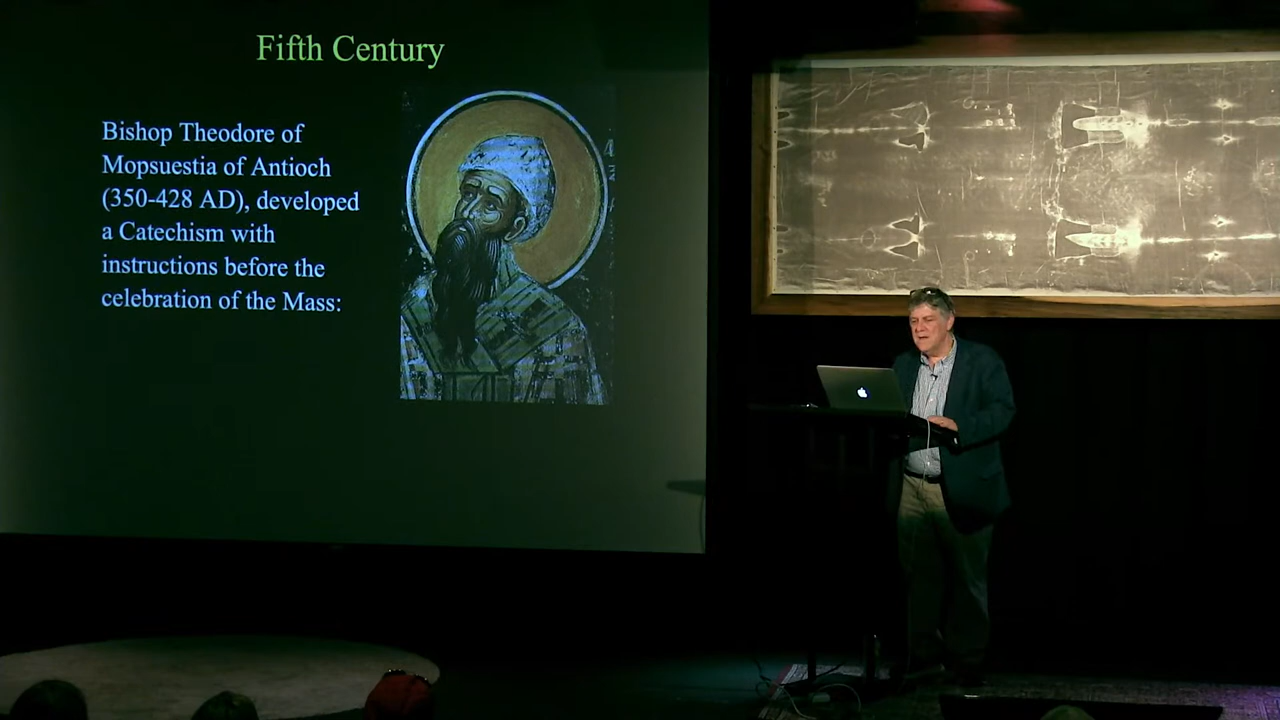 Fifth Century
Bishop Theodore of
Mopsuestia of Antioch
(350-428 AD), developed
a Catechism with
instructions before the
celebration of the Mass: